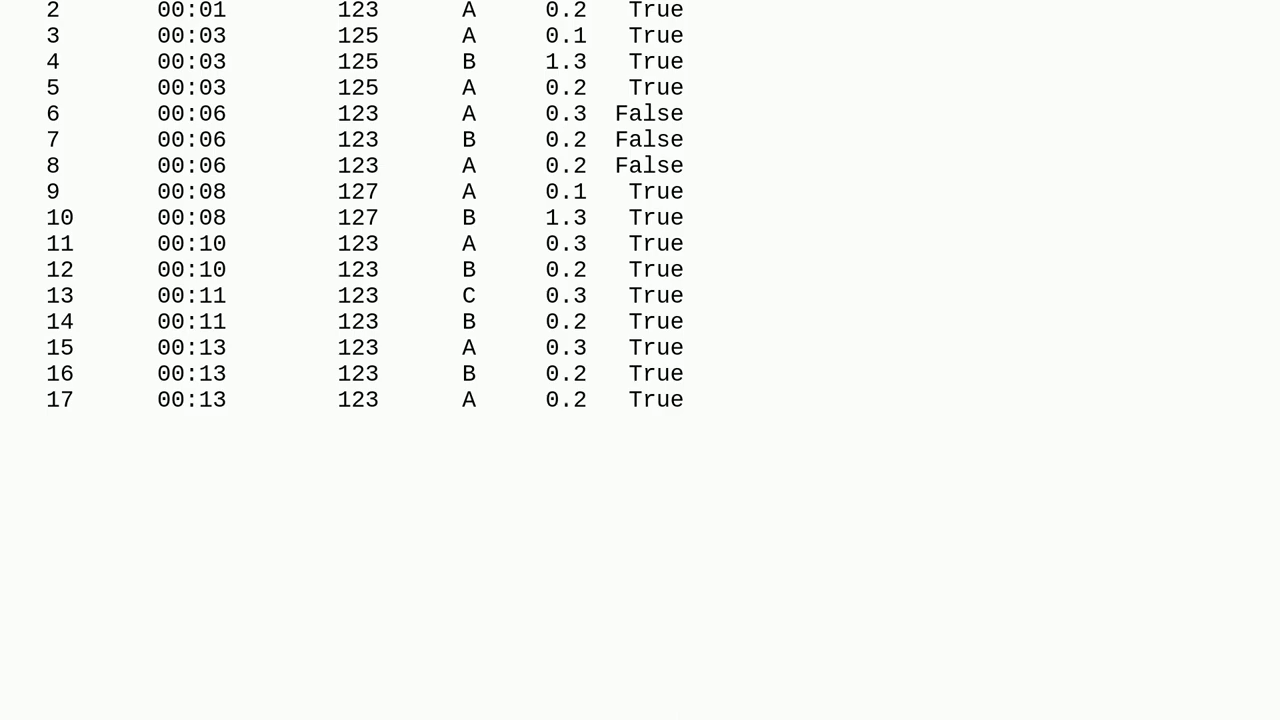 2 00:01 123 A 0.2 True
3 00:03 125 A 0.1 True
4 00:03 125 B 1.3 True
5 00:03 125 A 0.2 True
6 00:06 123 A 0.3 False
7 00:06 123 B 0.2 False
8 00:06 123 A 0.2 False
9 00:08 127 A 0.1 True
10 00:08 127 B 1.3 True
11 00:10 123 A 0.3 True
12 00:10 123 B 0.2 True
13 00:11 123 C 0.3 True
14 00:11 123 B 0.2 True
15 00:13 123 A 0.3 True
16 00:13 123 B 0.2 True
17 00:13 123 A 0.2 True